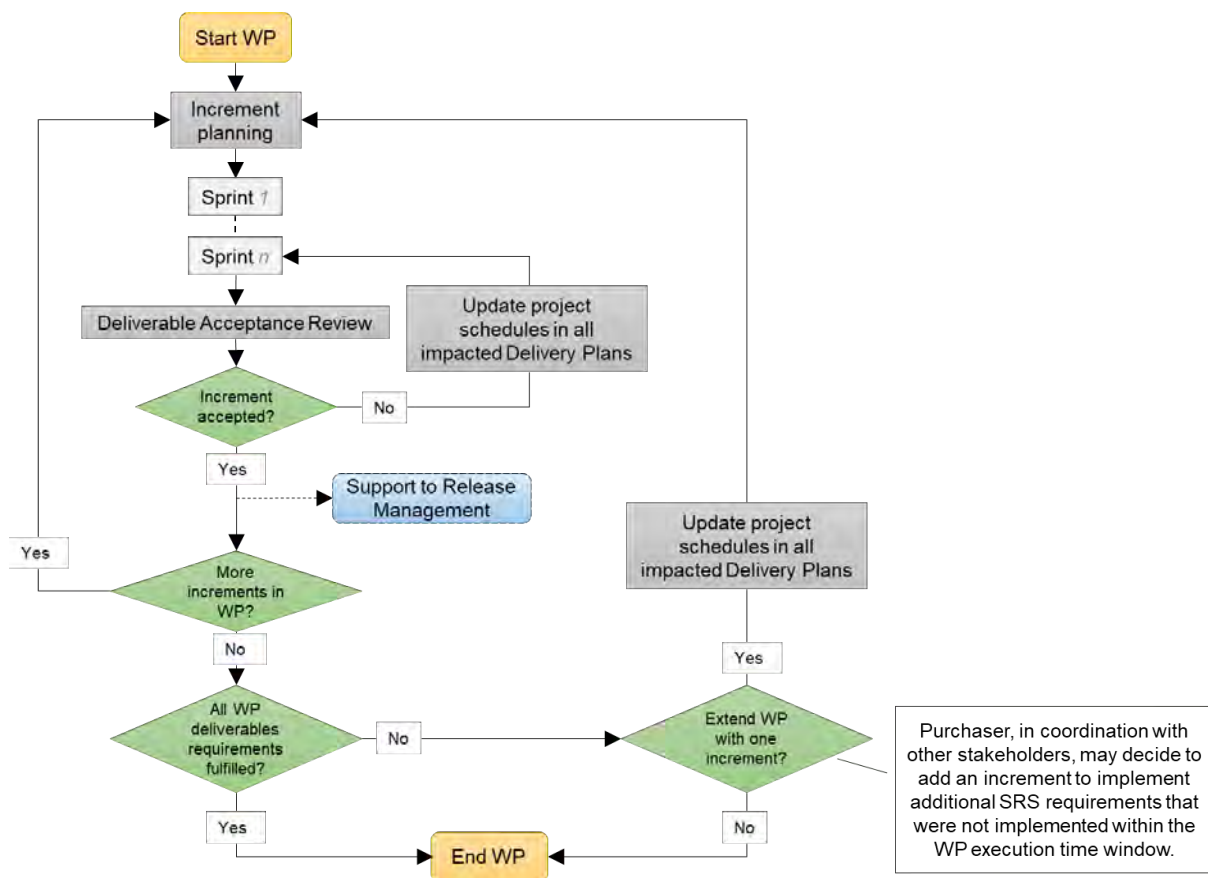 Start WP
Increment
planning
Sprint 1
Sprint n
Deliverable Acceptance Review
Update project
schedules in all
impacted Delivery Plans
Increment
accepted?
No
Yes
Support to Release
Management
Yes
More
increments in
WP?
Update project
schedules in all
impacted Delivery Plans
No
Yes
All WP
deliverables
requirements
fulfilled?
No
Extend WP
with one
increment?
Purchaser, in coordination with
other stakeholders, may decide to
add an increment to implement
additional SRS requirements that
were not implemented within the
WP execution time window.
Yes
No
End WP